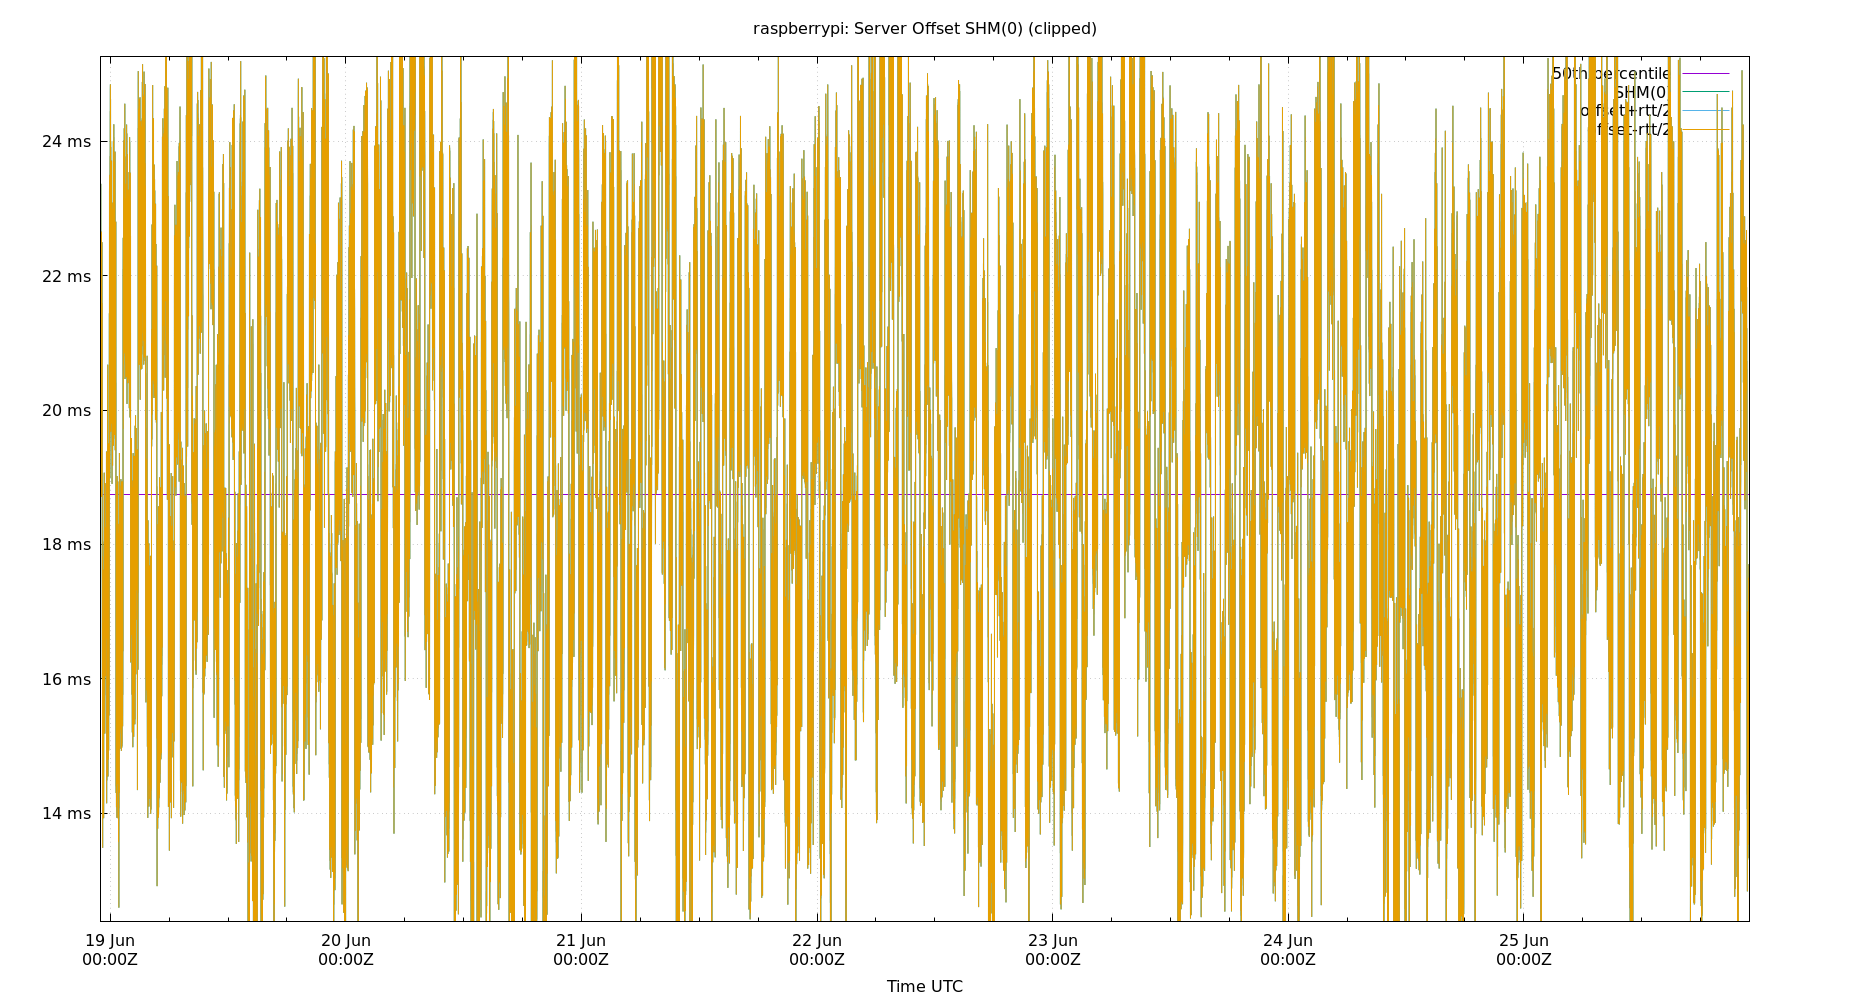 raspberrypi: Server Offset SHM(0) (clipped)
50th percentile
SHM(0)
offset+rtt/2
offset-rtt/2
24 ms
22 ms
20 ms
18 ms
16 ms
14 ms
19 Jun 20 Jun 21 Jun 22 Jun 23 Jun 24 Jun 25 Jun
00:00Z 00:00Z 00:00Z 00:00Z 00:00Z 00:00Z 00:00Z
Time UTC